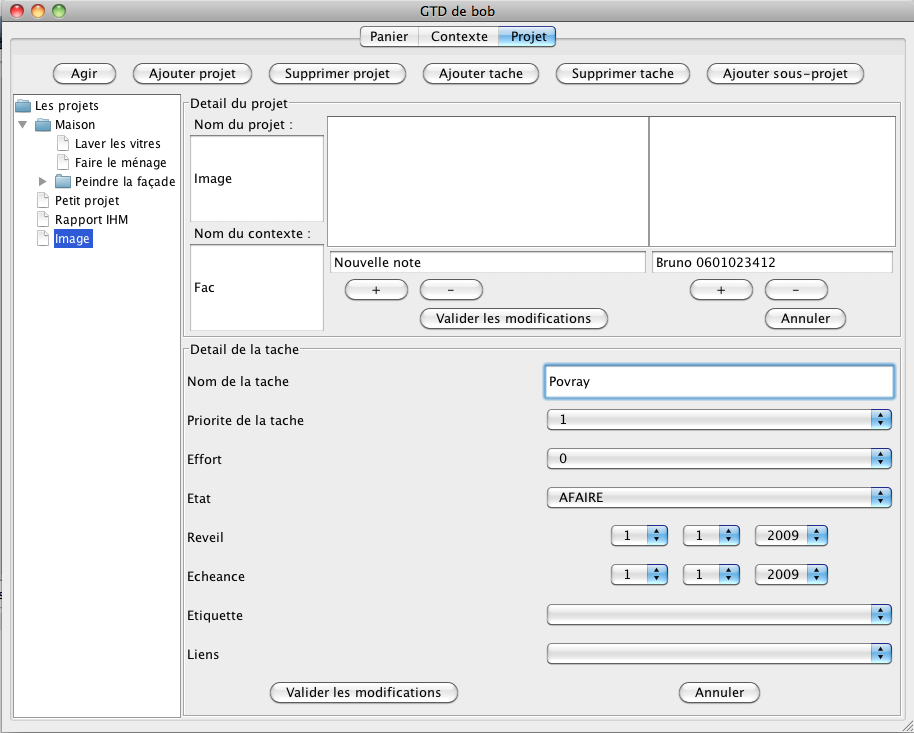 GTD de bob
Panier Contexte Projet
Agir Ajouter projet Supprimer projet Ajouter tache Supprimer tache Ajouter sous-projet
Les projets
Maison
Laver les vitres
Faire le ménage
Peindre la façade
Petit projet
Rapport IHM
Image
Detail du projet
Nom du projet :
Image
Nom du contexte :
Fac
Nouvelle note
+ -
Bruno 0601023412
+ -
Valider les modifications Annuler
Detail de la tache
Nom de la tache Povray
Priorite de la tache 1
Effort 0
Etat AFAIRE
Reveil 1 1 2009
Echeance 1 1 2009
Etiquette
Liens
Valider les modifications Annuler